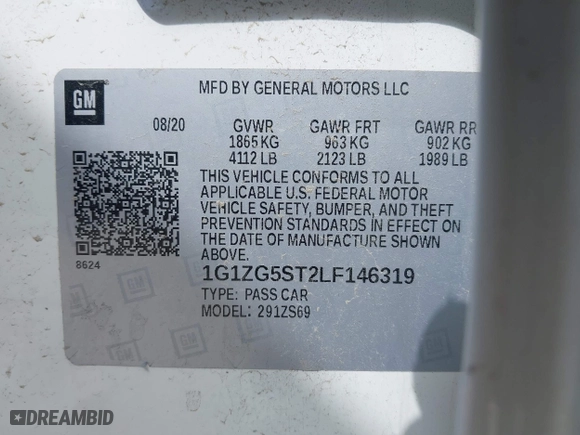 GM
MFD BY GENERAL MOTORS LLC
08/20 GVWR GAWR FRT GAWR RR
1865 KG 963 KG 902 KG
4112 LB 2123 LB 1989 LB
THIS VEHICLE CONFORMS TO ALL
APPLICABLE U.S. FEDERAL MOTOR
VEHICLE SAFETY, BUMPER, AND THEFT
PREVENTION STANDARDS IN EFFECT ON
THE DATE OF MANUFACTURE SHOWN
ABOVE.
8624
1G1ZG5ST2LF146319
TYPE: PASS CAR
MODEL: 291ZS69
DREAMBID